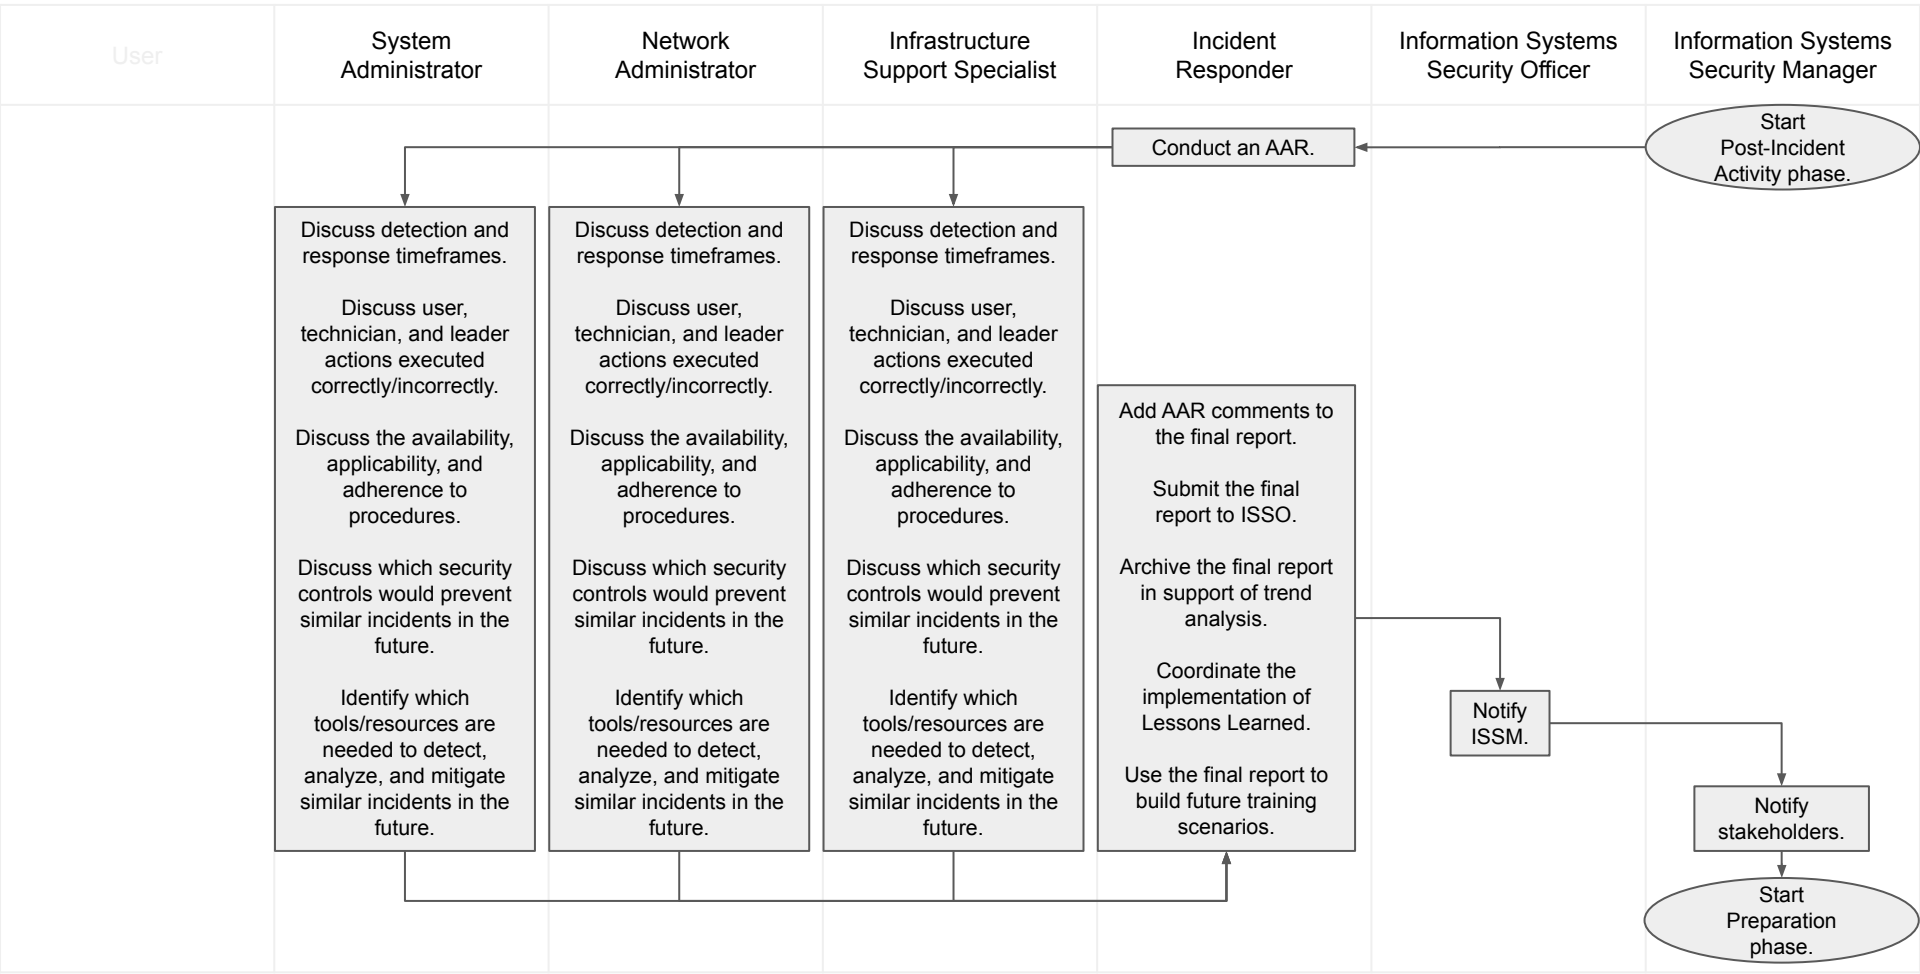 User
System
Administrator
Network
Administrator
Infrastructure
Support Specialist
Incident
Responder
Information Systems
Security Officer
Information Systems
Security Manager
Start
Post-Incident
Activity phase.
Conduct an AAR.
Discuss detection and
response timeframes.
Discuss user,
technician, and leader
actions executed
correctly/incorrectly.
Discuss the availability,
applicability, and
adherence to
procedures.
Discuss which security
controls would prevent
similar incidents in the
future.
Identify which
tools/resources are
needed to detect,
analyze, and mitigate
similar incidents in the
future.
Discuss detection and
response timeframes.
Discuss user,
technician, and leader
actions executed
correctly/incorrectly.
Discuss the availability,
applicability, and
adherence to
procedures.
Discuss which security
controls would prevent
similar incidents in the
future.
Identify which
tools/resources are
needed to detect,
analyze, and mitigate
similar incidents in the
future.
Discuss detection and
response timeframes.
Discuss user,
technician, and leader
actions executed
correctly/incorrectly.
Discuss the availability,
applicability, and
adherence to
procedures.
Discuss which security
controls would prevent
similar incidents in the
future.
Identify which
tools/resources are
needed to detect,
analyze, and mitigate
similar incidents in the
future.
Add AAR comments to
the final report.
Submit the final
report to ISSO.
Archive the final report
in support of trend
analysis.
Coordinate the
implementation of
Lessons Learned.
Use the final report to
build future training
scenarios.
Notify
ISSM.
Notify
stakeholders.
Start
Preparation
phase.